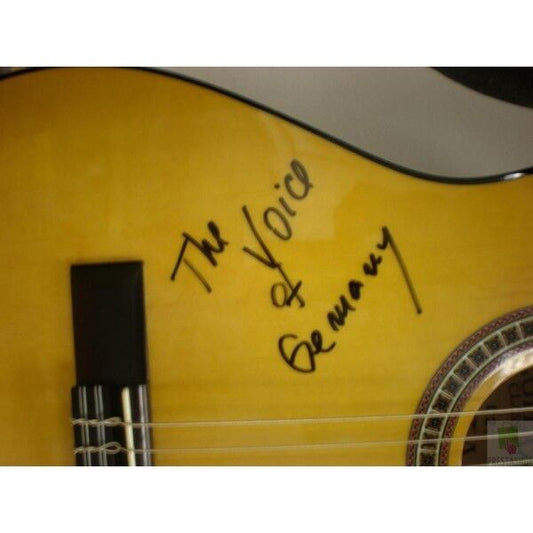 The
Voice
of
Germany